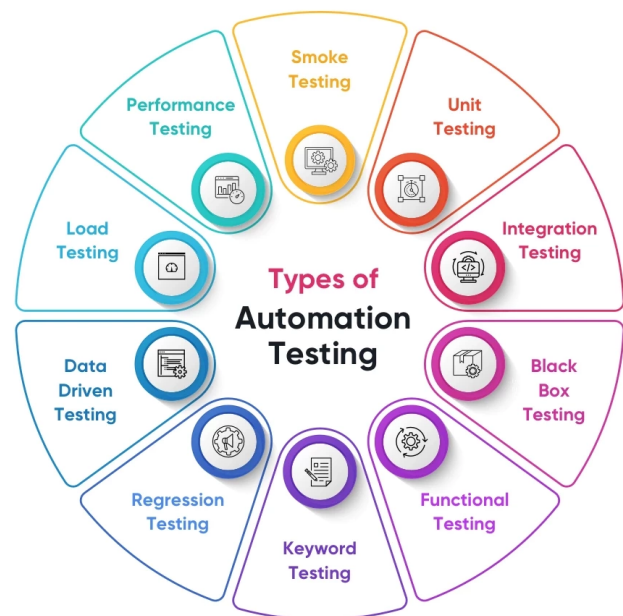 Types of
Automation
Testing
Smoke
Testing
Unit
Testing
Integration
Testing
Black
Box
Testing
Functional
Testing
Keyword
Testing
Regression
Testing
Data
Driven
Testing
Load
Testing
Performance
Testing